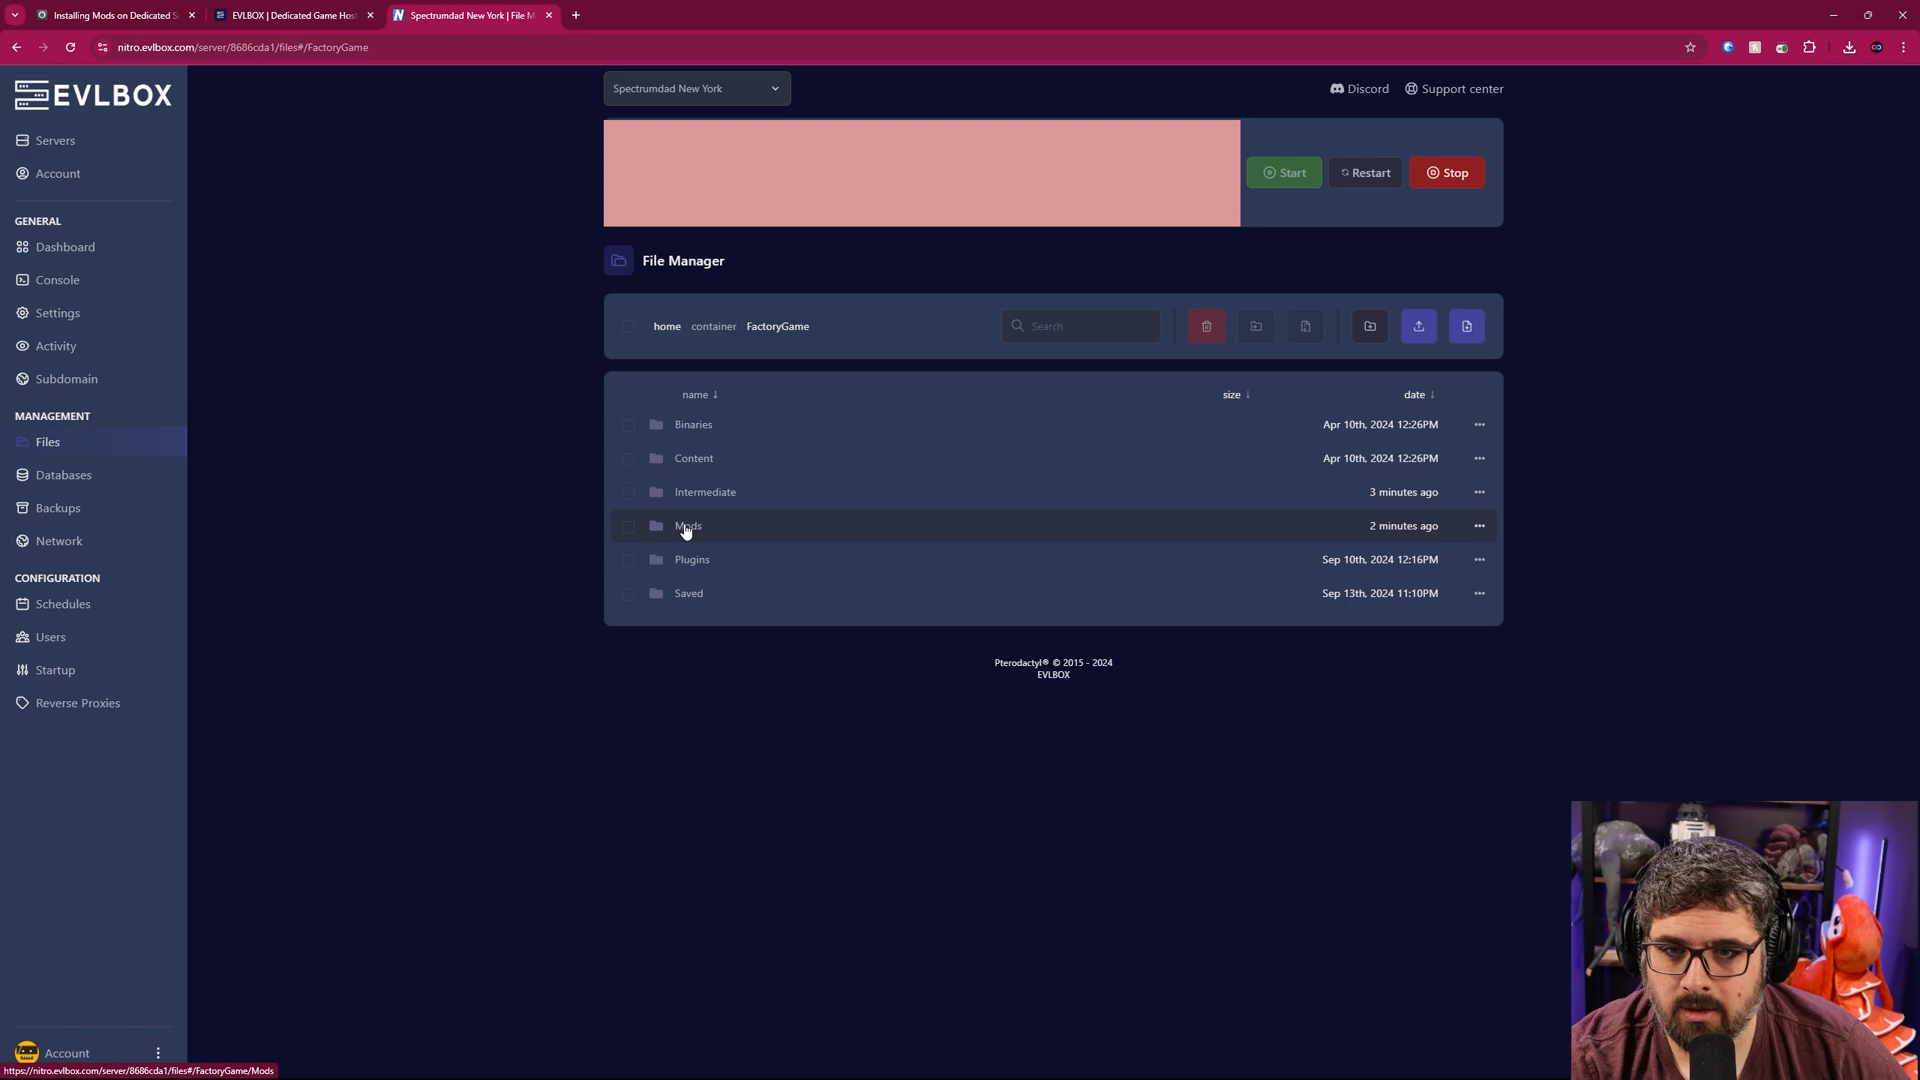 Installing Mods on Dedicated S
EVLBOX | Dedicated Game Hos
Spectrumdad New York | File M
nitro.evlbox.com/server/8686cda1/files#/FactoryGame
EVLBOX
Servers
Account
GENERAL
Dashboard
Console
Settings
Activity
Subdomain
MANAGEMENT
Files
Databases
Backups
Network
CONFIGURATION
Schedules
Users
Startup
Reverse Proxies
Account
https://nitro.evlbox.com/server/8686cda1/files#/FactoryGame/Mods
Spectrumdad New York
Discord
Support center
Start
Restart
Stop
File Manager
home container FactoryGame
Search
name ↓ size ↓ date ↓
Binaries Apr 10th, 2024 12:26PM
Content Apr 10th, 2024 12:26PM
Intermediate 3 minutes ago
Mods 2 minutes ago
Plugins Sep 10th, 2024 12:16PM
Saved Sep 13th, 2024 11:10PM
Pterodactyl® © 2015 - 2024
EVLBOX